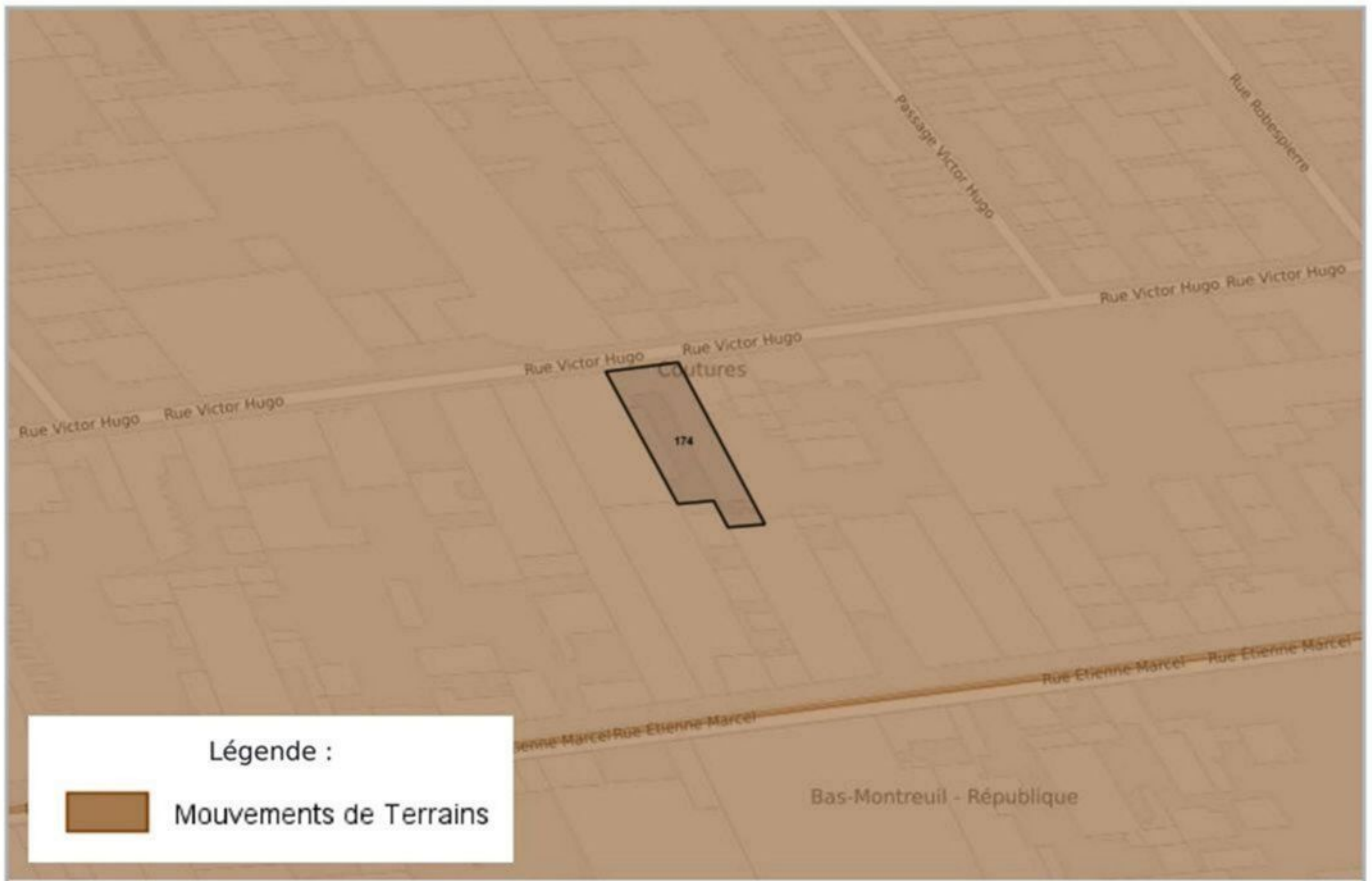 Passage Victor Hugo
Rue Robespierre
Rue Victor Hugo Rue Victor Hugo
Rue Victor Hugo
Rue Victor Hugo
Coutures
Rue Victor Hugo
Rue Victor Hugo
174
Rue Etienne Marcel
Rue Etienne Marcel
Marcel Rue Etienne Marcel
Bas-Montreuil - République
Légende :
Mouvements de Terrains